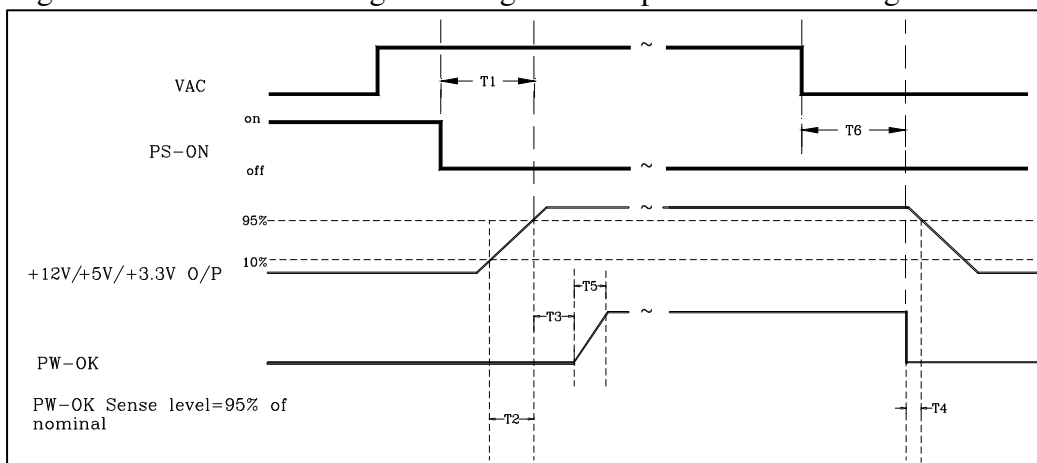 VAC
T1
T6
on
PS-ON
off
95%
10%
+12V/+5V/+3.3V O/P
T5
T3
PW-OK
T4
T2
PW-OK Sense level=95% of
nominal